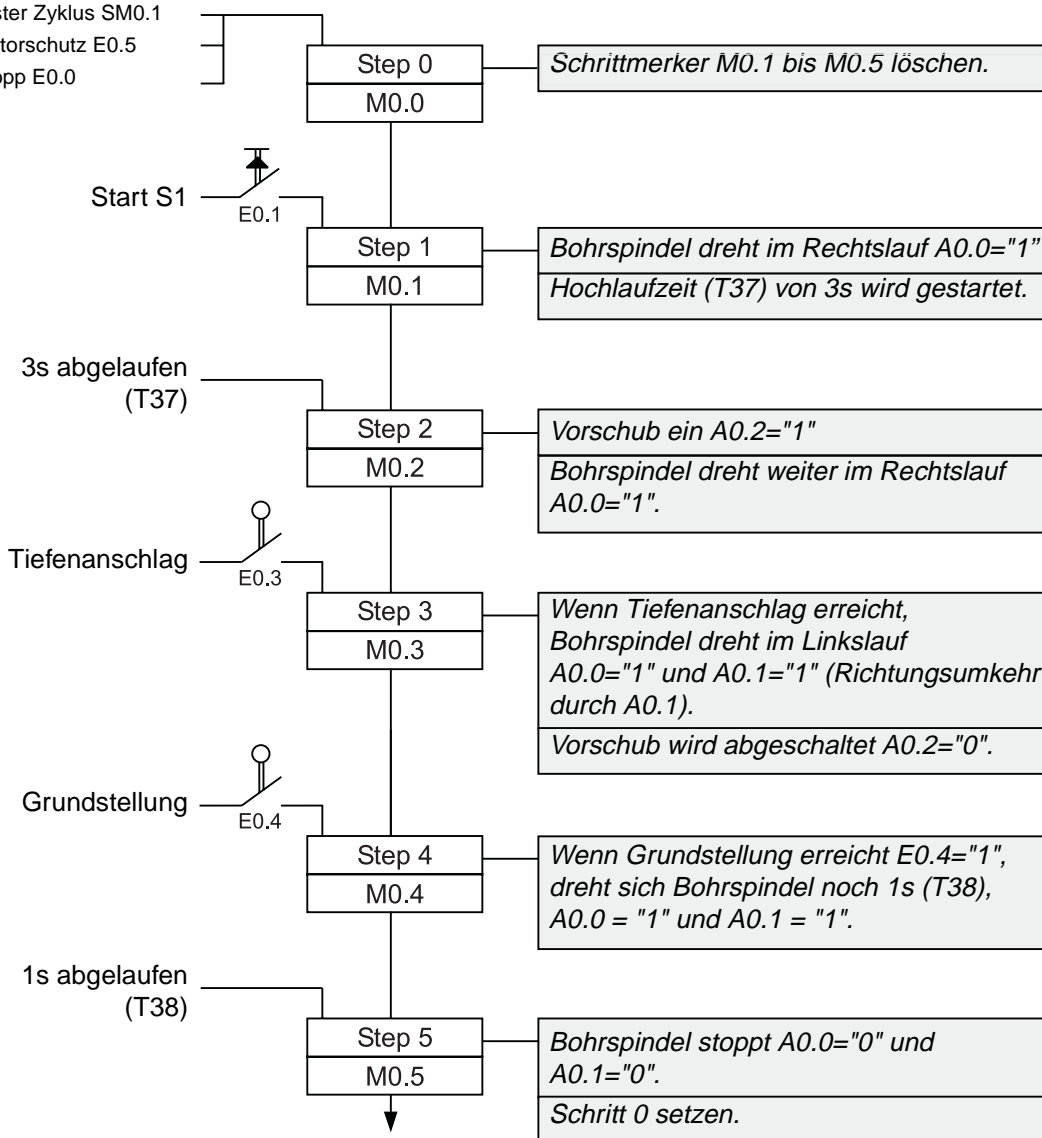 ster Zyklus SM0.1
torschutz E0.5
opp E0.0
Step 0
M0.0
Schrittmerker M0.1 bis M0.5 löschen.
Start S1
E0.1
Step 1
M0.1
Bohrspindel dreht im Rechtslauf A0.0="1”
Hochlaufzeit (T37) von 3s wird gestartet.
3s abgelaufen
(T37)
Step 2
M0.2
Vorschub ein A0.2="1"
Bohrspindel dreht weiter im Rechtslauf
A0.0="1".
Tiefenanschlag
E0.3
Step 3
M0.3
Wenn Tiefenanschlag erreicht,
Bohrspindel dreht im Linkslauf
A0.0="1" und A0.1="1" (Richtungsumkehr
durch A0.1).
Vorschub wird abgeschaltet A0.2="0".
Grundstellung
E0.4
Step 4
M0.4
Wenn Grundstellung erreicht E0.4="1",
dreht sich Bohrspindel noch 1s (T38),
A0.0 = "1" und A0.1 = "1".
1s abgelaufen
(T38)
Step 5
M0.5
Bohrspindel stoppt A0.0="0" und
A0.1="0".
Schritt 0 setzen.